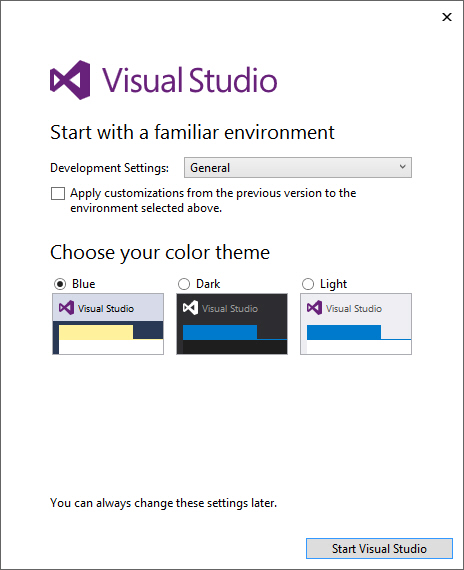 Visual Studio
Start with a familiar environment
Development Settings: General
Apply customizations from the previous version to the
environment selected above.
Choose your color theme
Blue Dark Light
Visual Studio Visual Studio Visual Studio
You can always change these settings later.
Start Visual Studio